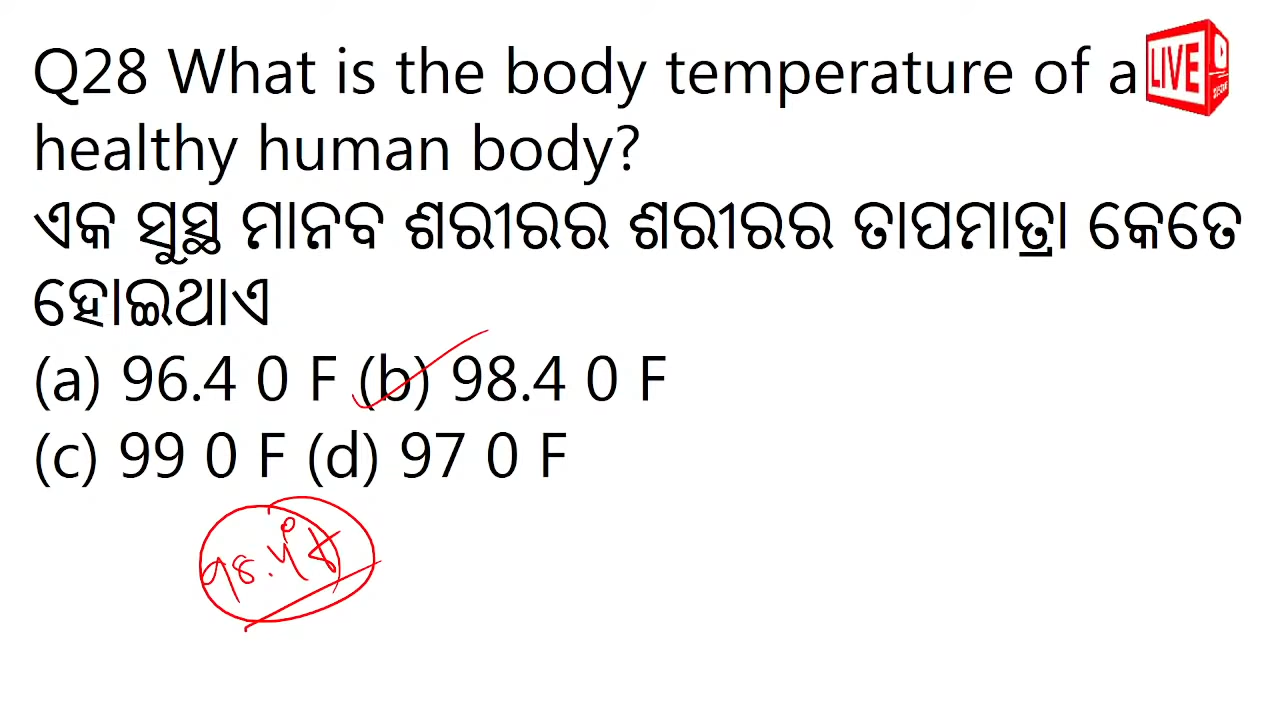 Q28 What is the body temperature of a
LIVE
healthy human body?
ଏକ ସୁସ୍ଥ ମାନବ ଶରୀରର ଶରୀରର ତାପମାତ୍ରା କେତେ
ହୋଇଥାଏ
(a) 96.4 0 F (b) 98.4 0 F
(c) 99 0 F (d) 97 0 F